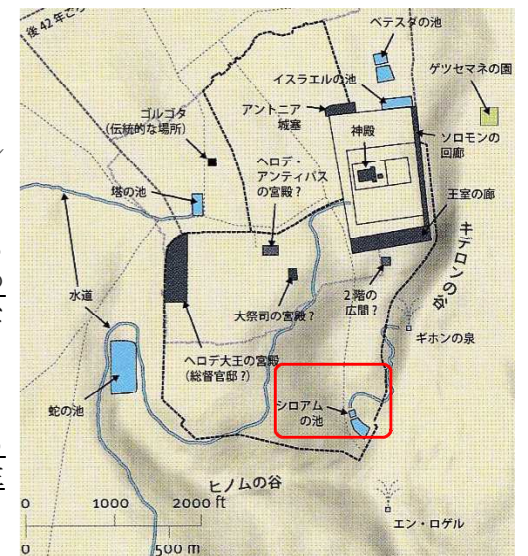 後42年ごろ
ベテスダの池
イスラエルの池
ゲツセマネの園
アントニア
城塞
ゴルゴタ
(伝統的な場所)
神殿
ソロモンの
回廊
ヘロデ・
アンティパス
の宮殿?
塔の池
王室の廊
キデロンの谷
水道
大祭司の宮殿?
2階の
広間?
ギホンの泉
ヘロデ大王の宮殿
(総督官邸?)
シロアム
の池
蛇の池
ヒノムの谷
0 1000 2000 ft
0 500 m
エン・ロゲル